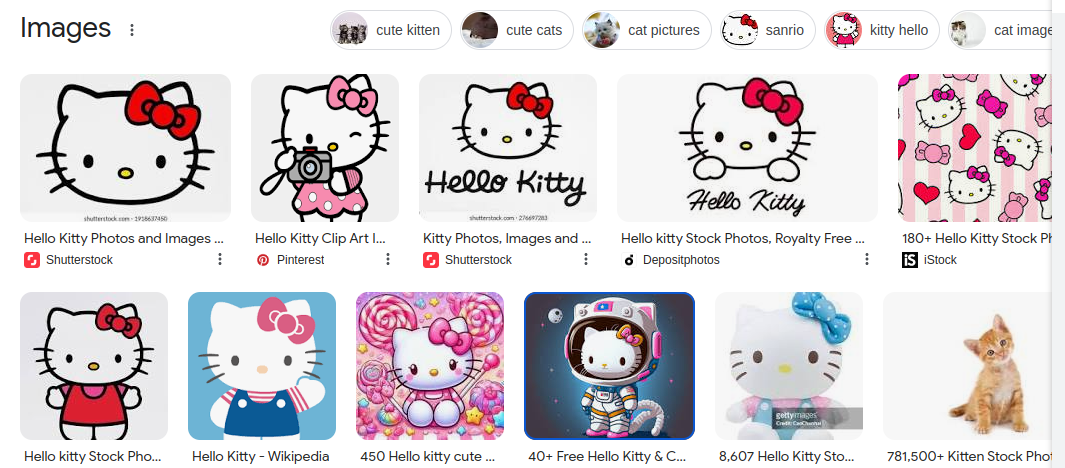 Images
cute kitten
cute cats
cat pictures
sanrio
kitty hello
cat image
shutterstock.com · 1918637450
Hello Kitty
shutterstock.com · 276697283
Hello Kitty
Hello Kitty Photos and Images ...
Hello Kitty Clip Art I...
Kitty Photos, Images and ...
Hello kitty Stock Photos, Royalty Free ...
180+ Hello Kitty Stock Ph
Shutterstock
Pinterest
Shutterstock
Depositphotos
iS iStock
gettyimages
Credit: CaoChunhai
Hello kitty Stock Pho...
Hello Kitty - Wikipedia
450 Hello kitty cute ...
40+ Free Hello Kitty & C...
8,607 Hello Kitty Sto...
781,500+ Kitten Stock Phot